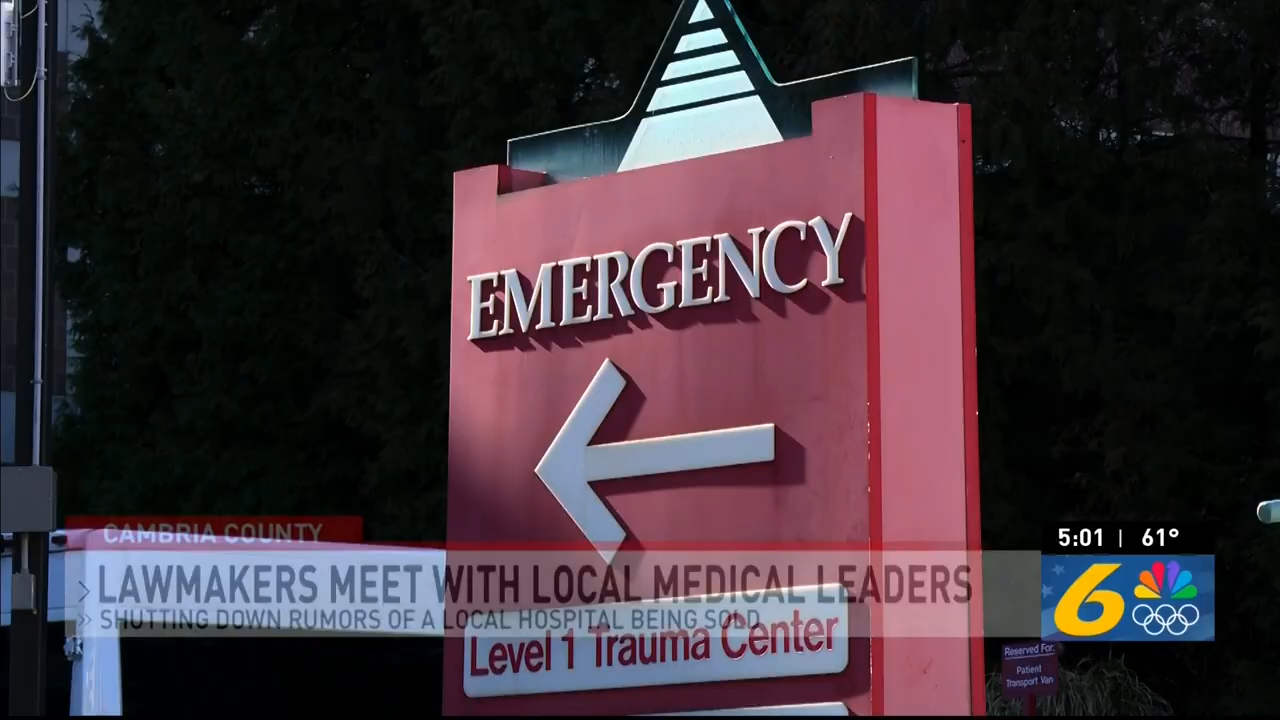 EMERGENCY
CAMBRIA COUNTY
LAWMAKERS MEET WITH LOCAL MEDICAL LEADERS
SHUTTING DOWN RUMORS OF A LOCAL HOSPITAL BEING SOLD
Level 1 Trauma Center
5:01 | 61°
6
Reserved For:
Patient
Transport Van